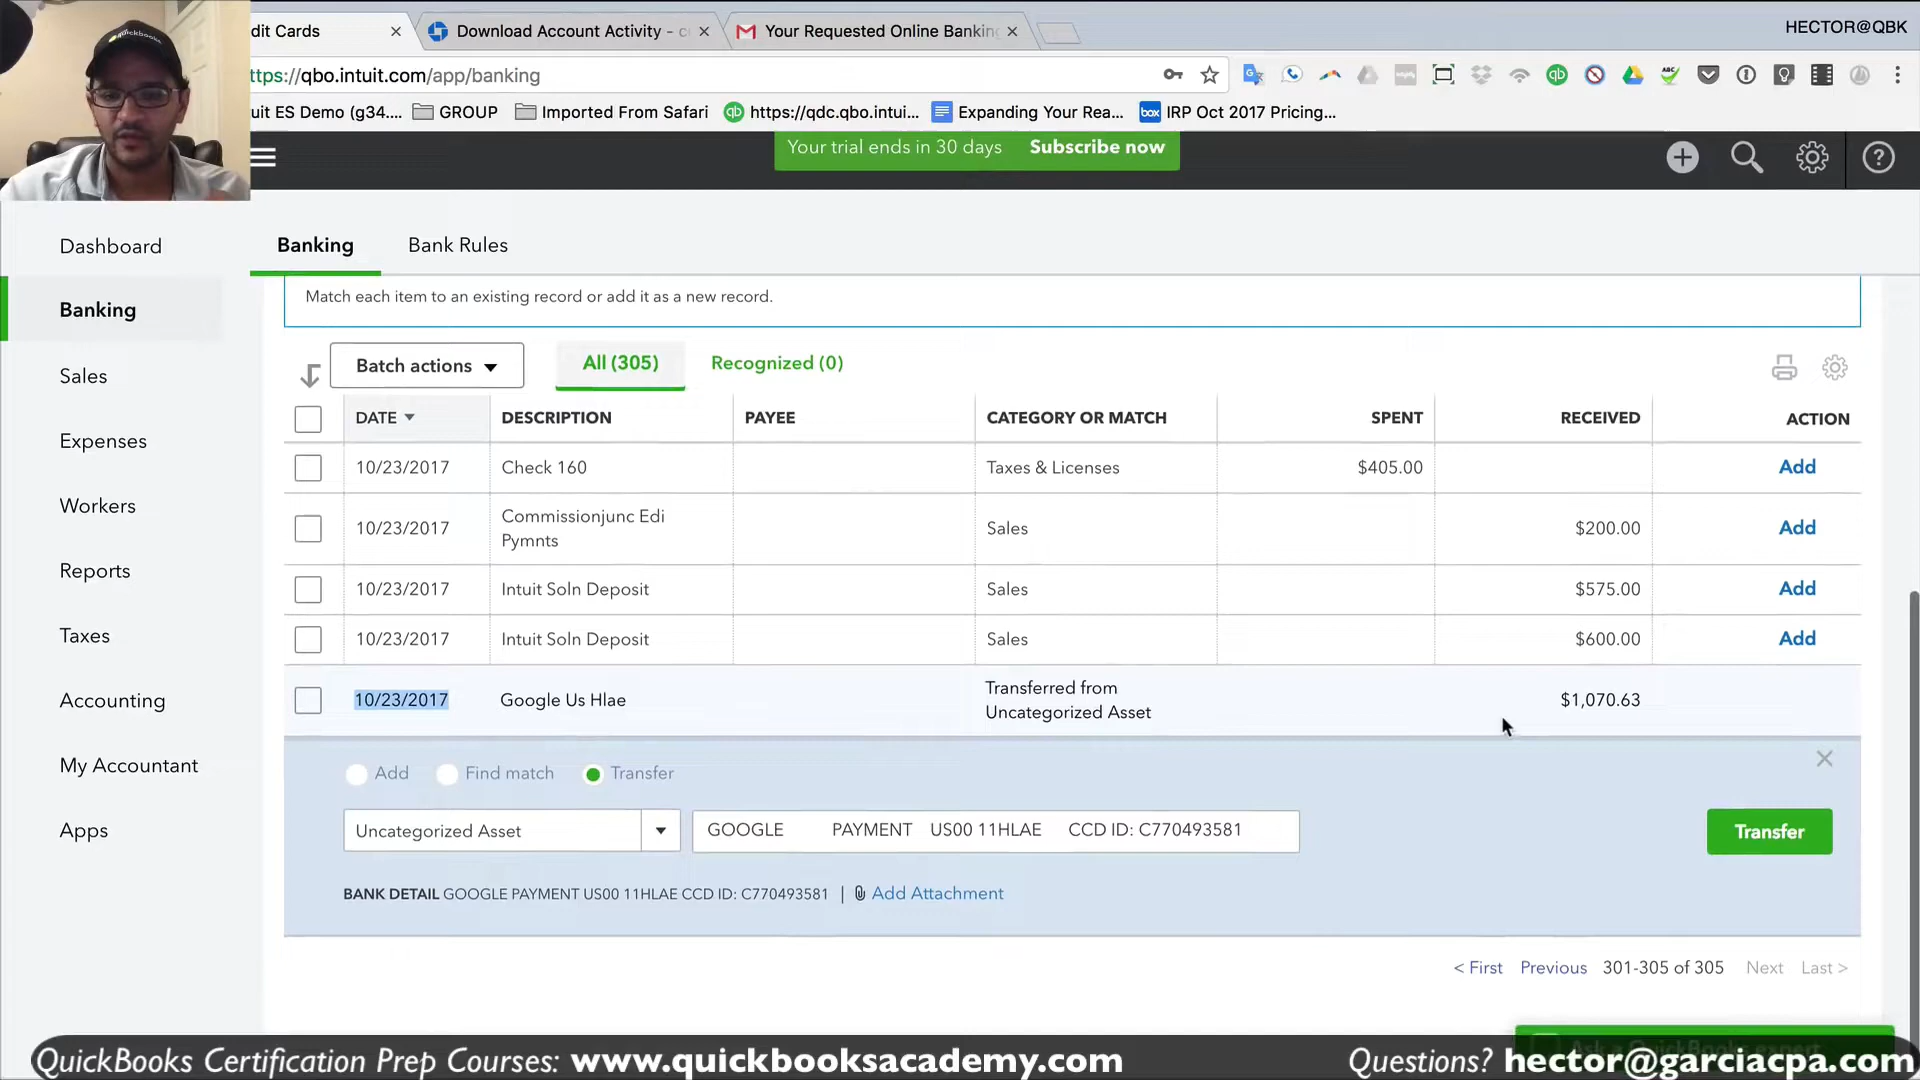 dit Cards
Download Account Activity - c
Your Requested Online Banking
HECTOR@QBK
ttps://qbo.intuit.com/app/banking
uit ES Demo (g34....
GROUP
Imported From Safari
https://qdc.qbo.intui...
Expanding Your Rea...
box
IRP Oct 2017 Pricing...
quickbooks
Your trial ends in 30 days
Subscribe now
Dashboard
Banking
Sales
Expenses
Workers
Reports
Taxes
Accounting
My Accountant
Apps
Banking
Bank Rules
Match each item to an existing record or add it as a new record.
Batch actions
All (305)
Recognized (0)
DATE DESCRIPTION PAYEE CATEGORY OR MATCH SPENT RECEIVED ACTION
10/23/2017 Check 160 Taxes & Licenses $405.00 Add
10/23/2017 Commissionjunc Edi
Pymnts Sales $200.00 Add
10/23/2017 Intuit Soln Deposit Sales $575.00 Add
10/23/2017 Intuit Soln Deposit Sales $600.00 Add
10/23/2017 Google Us Hlae Transferred from
Uncategorized Asset $1,070.63
Add Find match Transfer
Uncategorized Asset
GOOGLE PAYMENT US00 11HLAE CCD ID: C770493581
Transfer
BANK DETAIL GOOGLE PAYMENT US00 11HLAE CCD ID: C770493581 | Add Attachment
< First Previous 301-305 of 305 Next Last >
QuickBooks Certification Prep Courses: www.quickbooksacademy.com
Questions? hector@garciacpa.com